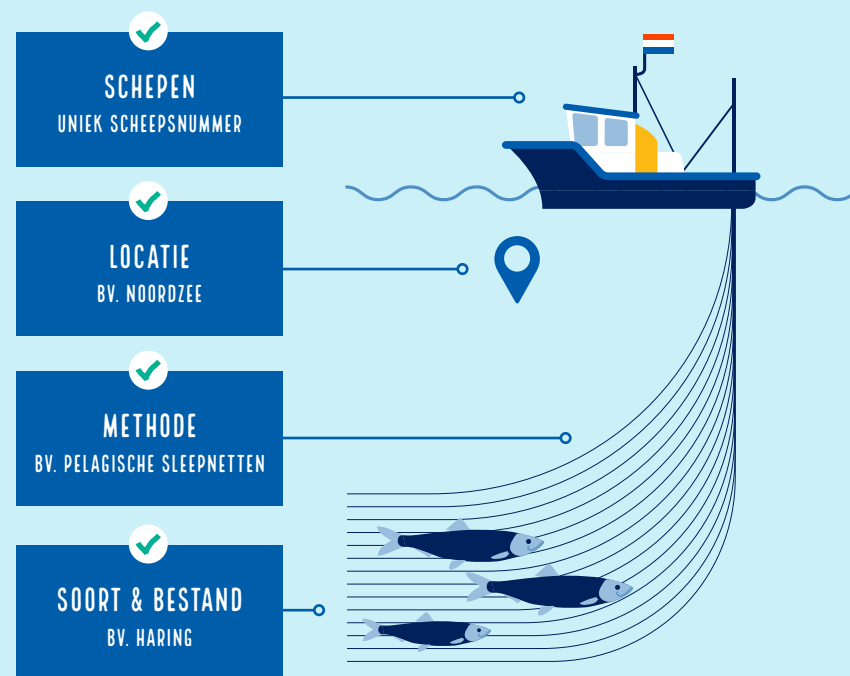 SCHEPEN
UNIEK SCHEEPSNUMMER
LOCATIE
BV. NOORDZEE
METHODE
BV. PELAGISCHE SLEEPNETTEN
SOORT & BESTAND
BV. HARING